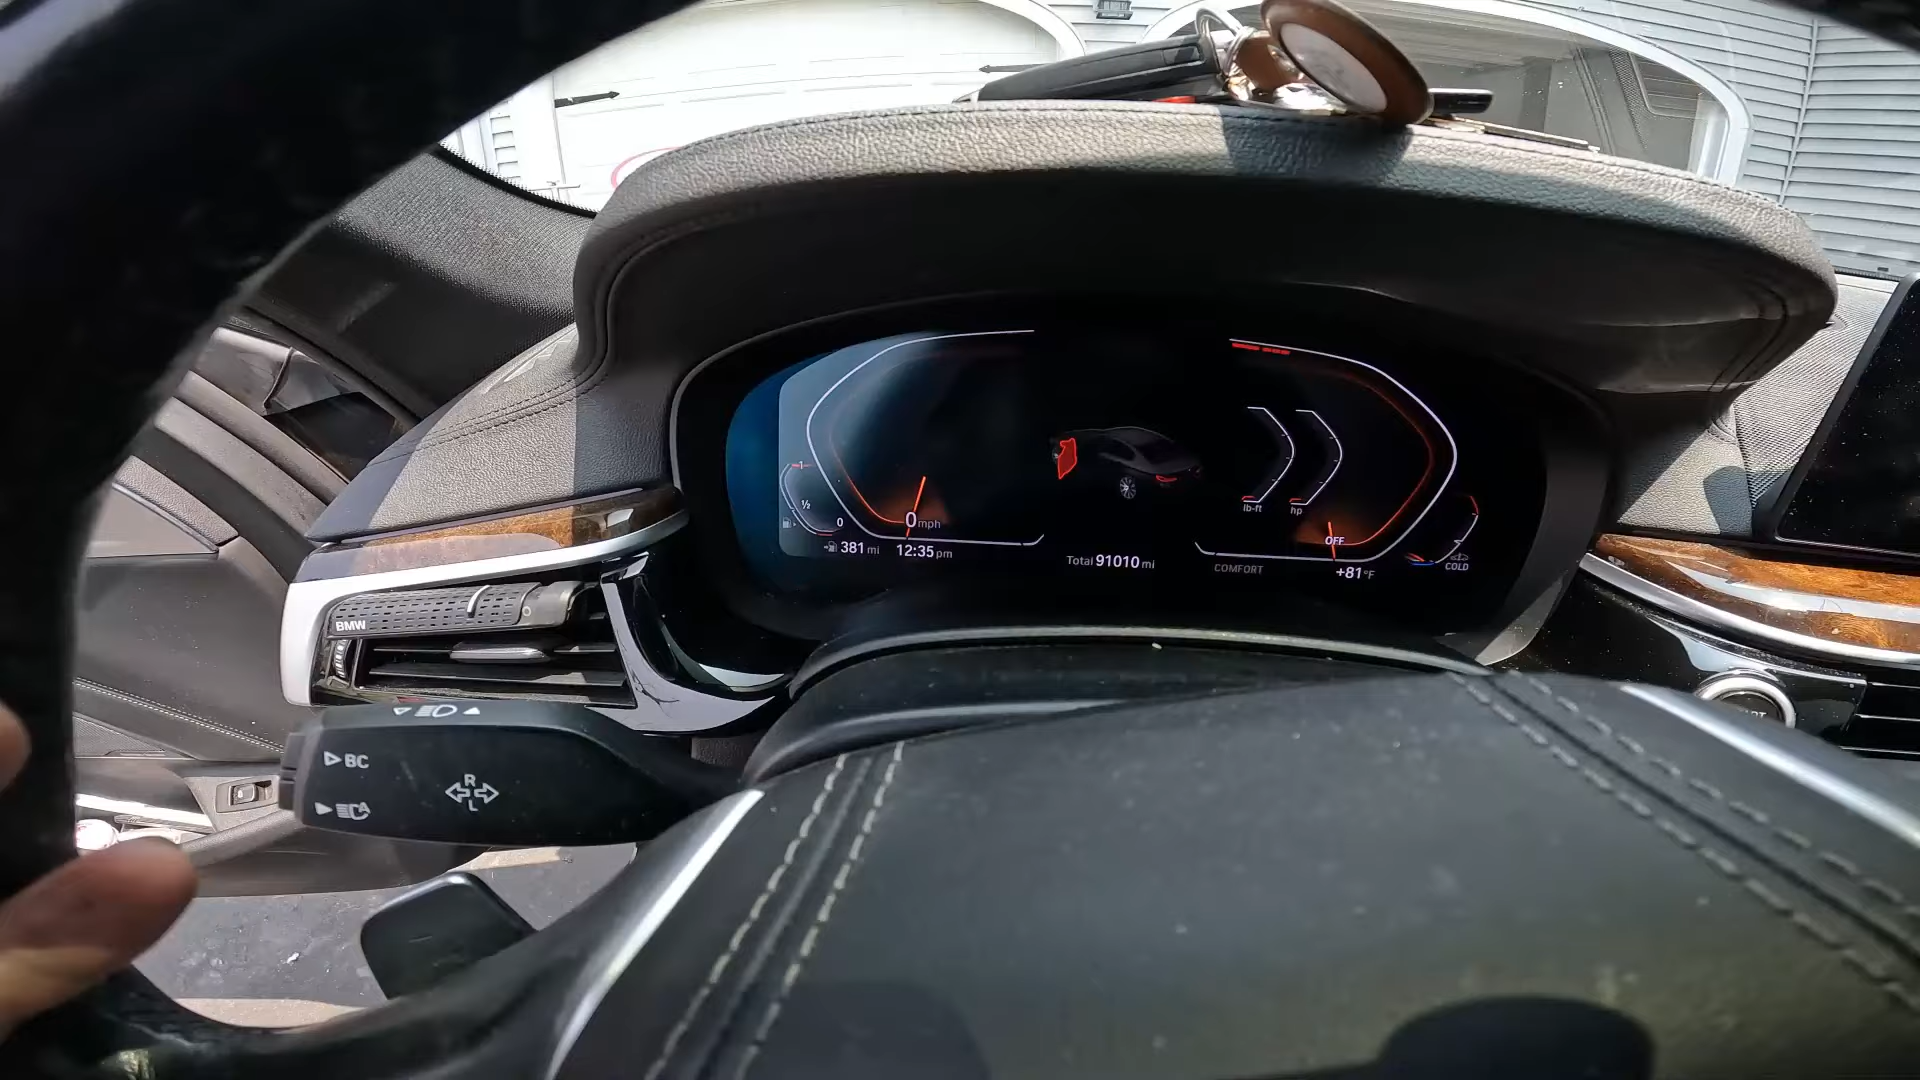 1
1/2
0
0 mph
381 mi
12:35 pm
Total 91010 mi
lb-ft
hp
OFF
COMFORT
+81°F
COLD
BMW
BC
R
L
A